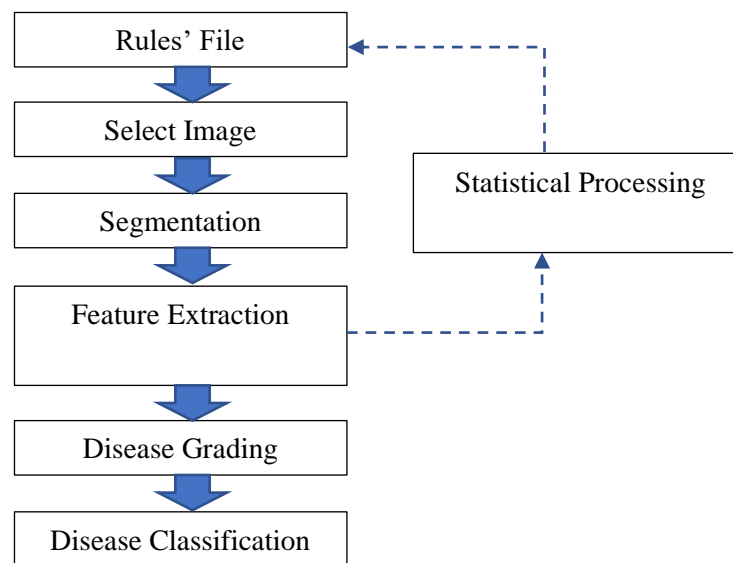 Rules’ File
Select Image
Segmentation
Feature Extraction
Disease Grading
Disease Classification
Statistical Processing